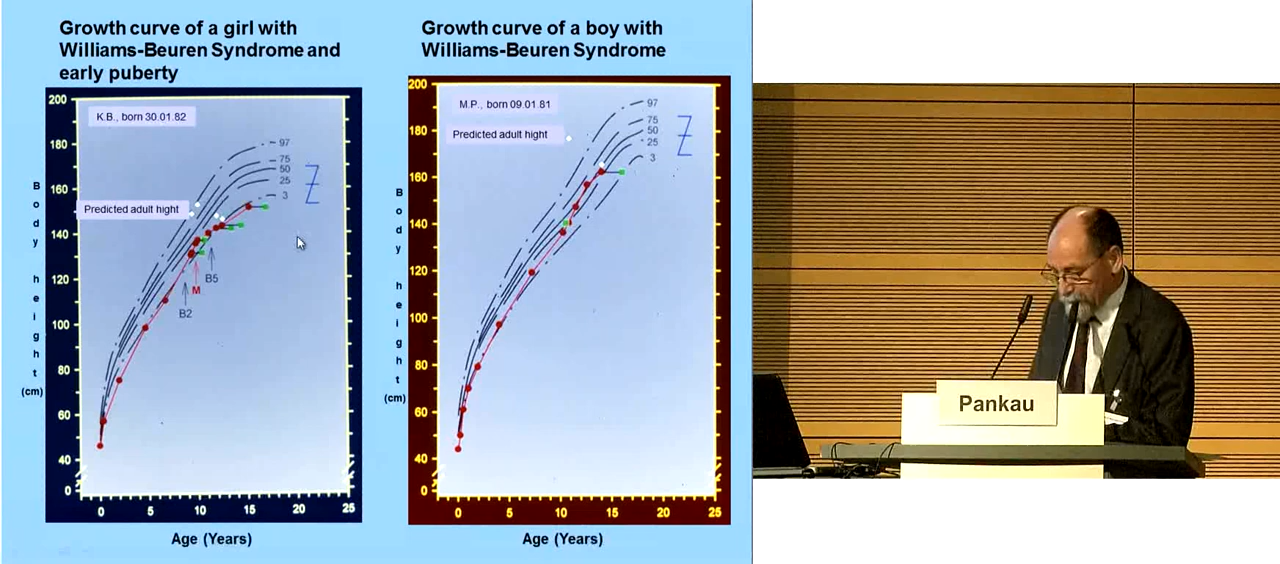 Growth curve of a girl with
Williams-Beuren Syndrome and
early puberty
200
180
160
140
120
100
80
60
40
0
K.B., born 30.01.82
Predicted adult hight
97
75
50
25
3
B5
M
B2
Body height
(cm)
0 5 10 15 20 25
Age (Years)
Growth curve of a boy with
Williams-Beuren Syndrome
200
180
160
140
120
100
80
60
40
0
M.P., born 09.01.81
Predicted adult hight
97
75
50
25
3
Body height
(cm)
0 5 10 15 20 25
Age (Years)
Pankau